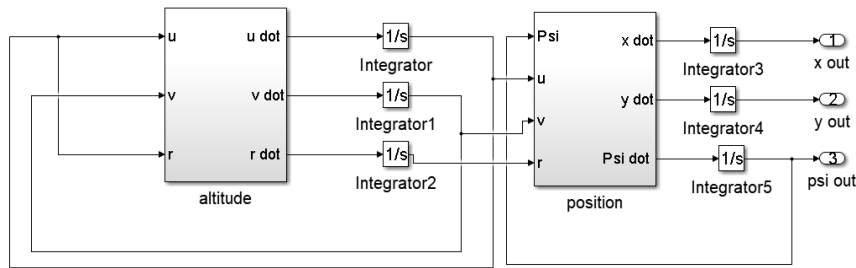 u
v
r
u dot
v dot
r dot
altitude
1/s
Integrator
1/s
Integrator1
1/s
Integrator2
Psi
u
v
r
x dot
y dot
Psi dot
position
1/s
Integrator3
1/s
Integrator4
1/s
Integrator5
1
x out
2
y out
3
psi out